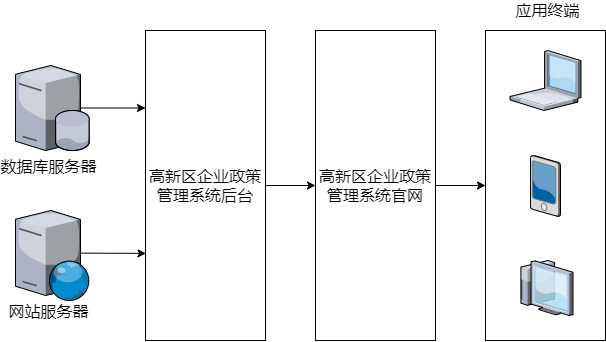 应用终端
数据库服务器
高新区企业政策
管理系统后台
高新区企业政策
管理系统官网
网站服务器